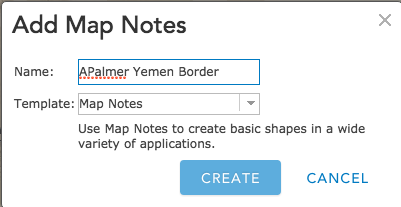 Add Map Notes
Name: APalmer Yemen Border
Template: Map Notes
Use Map Notes to create basic shapes in a wide
variety of applications.
CREATE CANCEL